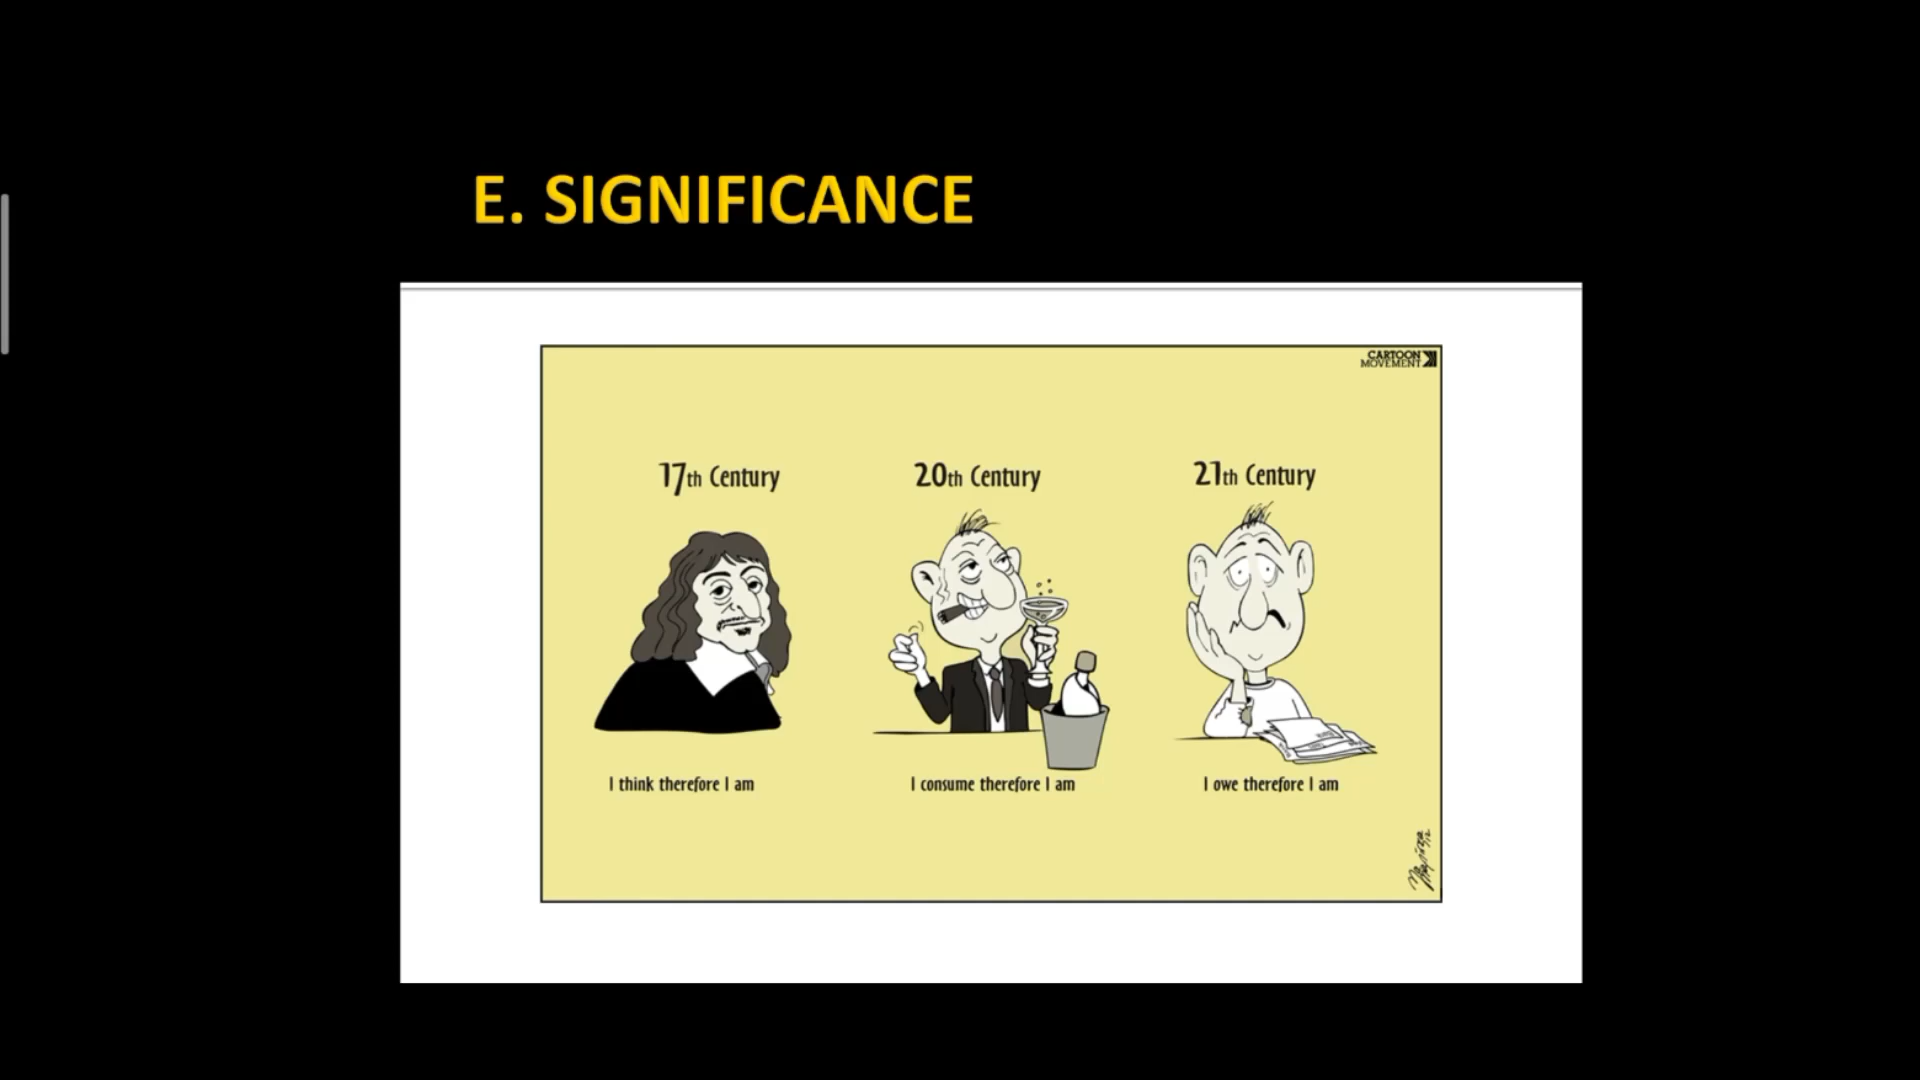 E. SIGNIFICANCE
CARTOON
MOVEMENT
17th Century
20th Century
21th Century
I think therefore I am
I consume therefore I am
I owe therefore I am